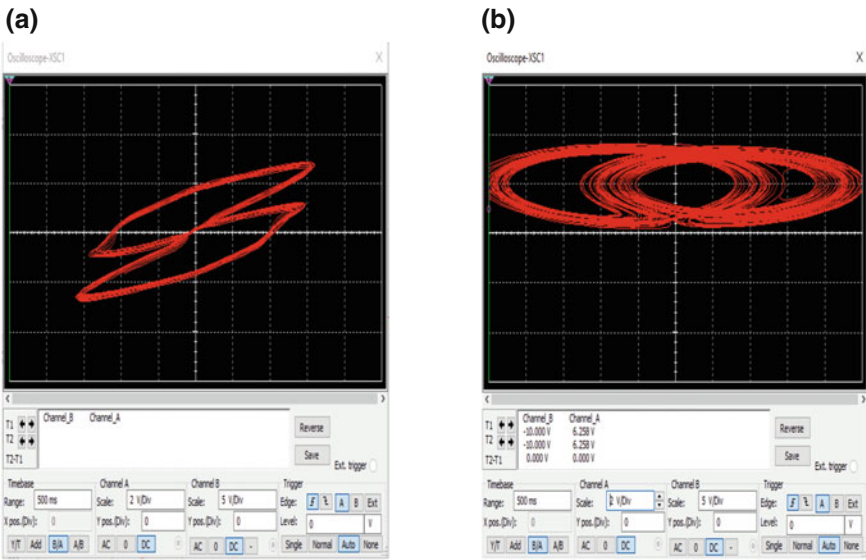 (a)
Oscilloscope-XSC1 X
Channel_B Channel_A
T1
T2
T2-T1
Reverse
Save
Ext. trigger
Timebase Channel A Channel B Trigger
Range: 500 ms Scale: 2 V/Div Scale: 5 V/Div Edge: A B Ext
X pos.(Div): 0 Y pos.(Div): 0 Y pos.(Div): 0 Level: 0 V
Y/T Add B/A A/B AC 0 DC AC 0 DC - Single Normal Auto None
(b)
Oscilloscope-XSC1 X
Channel_B Channel_A
T1 -10.000 V 6.258 V
T2 -10.000 V 6.258 V
T2-T1 0.000 V 0.000 V
Reverse
Save
Ext. trigger
Timebase Channel A Channel B Trigger
Range: 500 ms Scale: V/Div Scale: 5 V/Div Edge: A B Ext
X pos.(Div): 0 Y pos.(Div): 0 Y pos.(Div): 0 Level: 0 V
Y/T Add B/A A/B AC 0 DC AC 0 DC - Single Normal Auto None